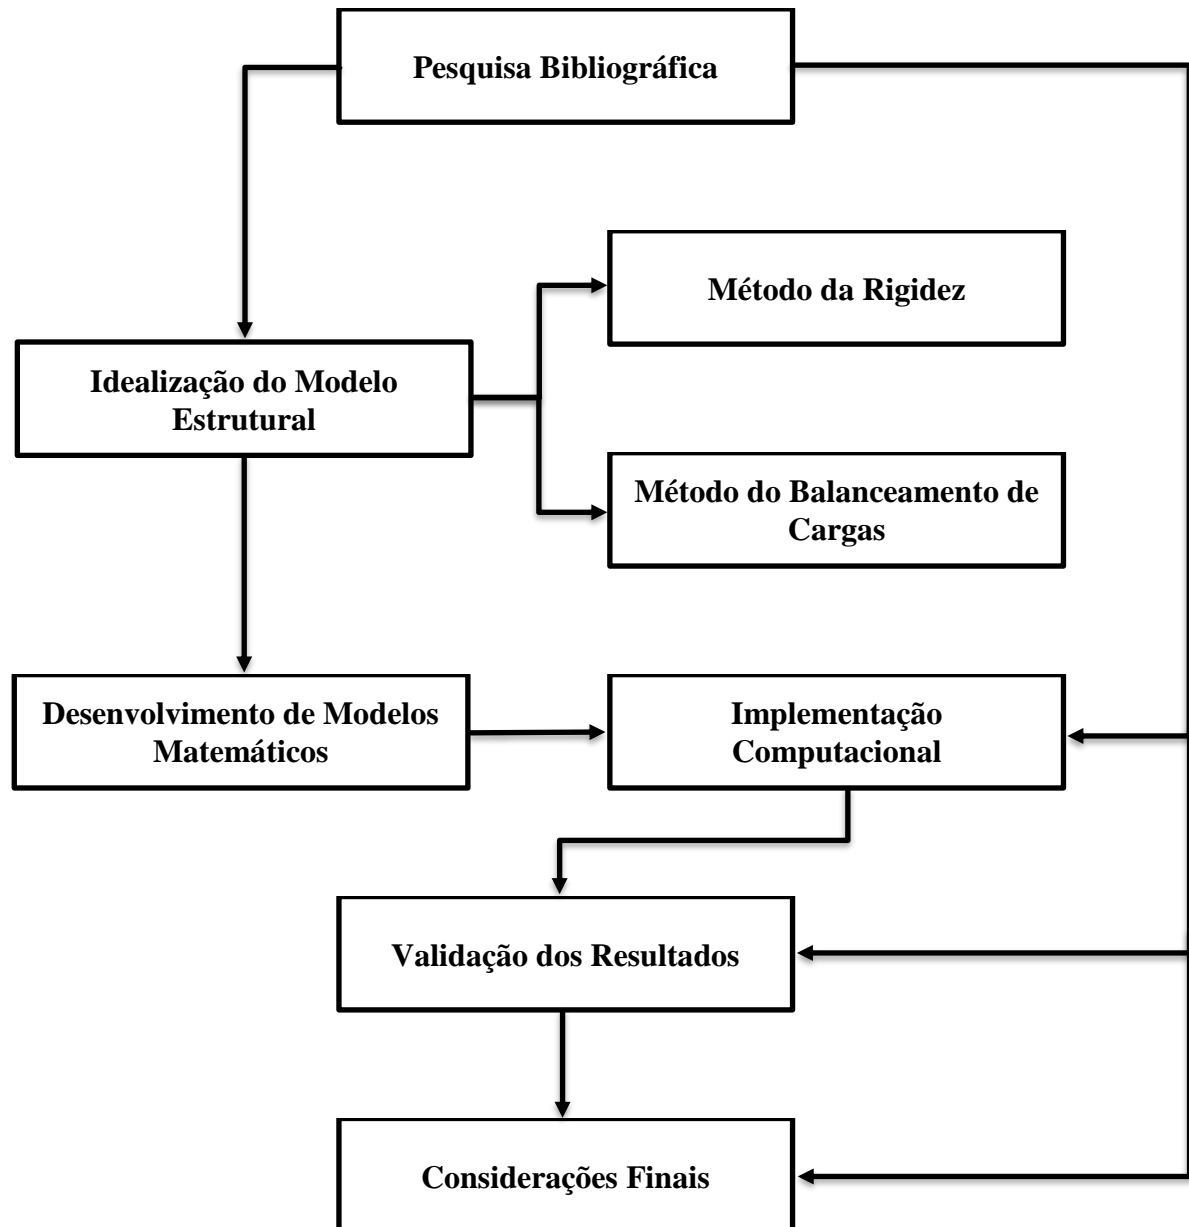 Pesquisa Bibliográfica
Método da Rigidez
Idealização do Modelo
Estrutural
Método do Balanceamento de
Cargas
Desenvolvimento de Modelos
Matemáticos
Implementação
Computacional
Validação dos Resultados
Considerações Finais